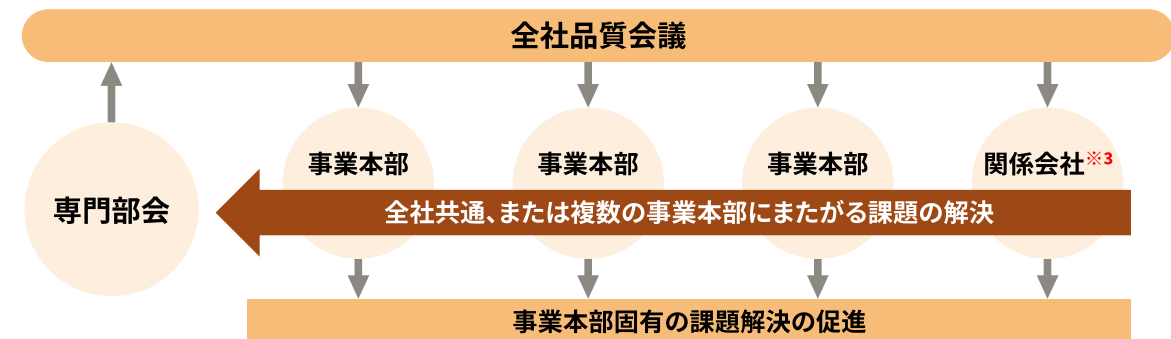 全社品質会議
事業本部
事業本部
事業本部
関係会社※3
専門部会
全社共通、または複数の事業本部にまたがる課題の解決
事業本部固有の課題解決の促進